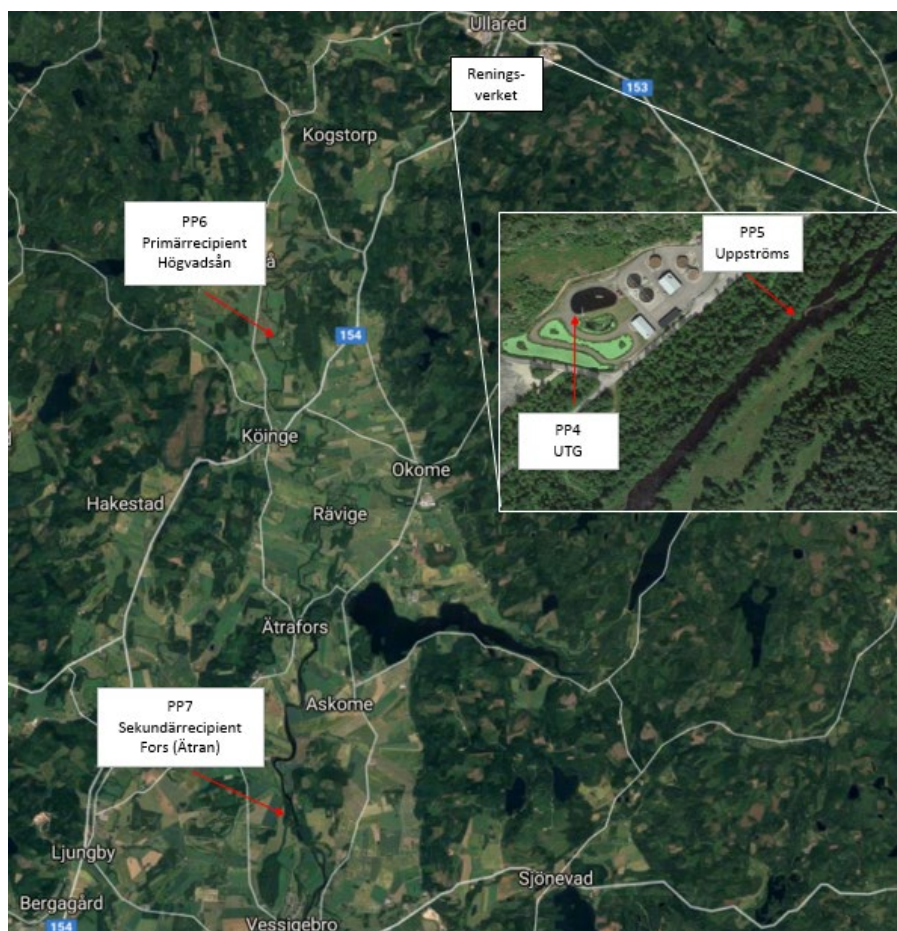 Ullared
Renings-
verket
153
Kogstorp
PP6
Primärrecipient
Högvadsån
å
154
PP5
Uppströms
PP4
UTG
Köinge
Okome
Hakestad
Rävige
Ätrafors
Askome
PP7
Sekundärrecipient
Fors (Ätran)
Ljungby
Sjönevad
Bergagård
154
Vessigebro